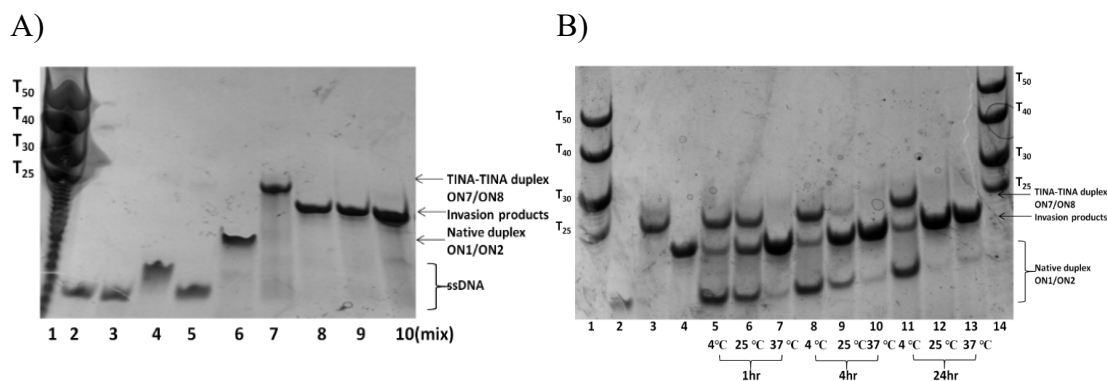 A)
B)
T50
T40
T30
T25
TINA-TINA duplex
ON7/ON8
Invasion products
Native duplex
ON1/ON2
ssDNA
1 2 3 4 5 6 7 8 9 10(mix)
T50
T40
T30
T25
T50
T40
T30
T25
TINA-TINA duplex
ON7/ON8
Invasion products
Native duplex
ON1/ON2
1 2 3 4 5 6 7 8 9 10 11 12 13 14
4°C 25 °C 37 °C 4 °C 25 °C 37 °C 4 °C 25 °C 37 °C
1hr 4hr 24hr